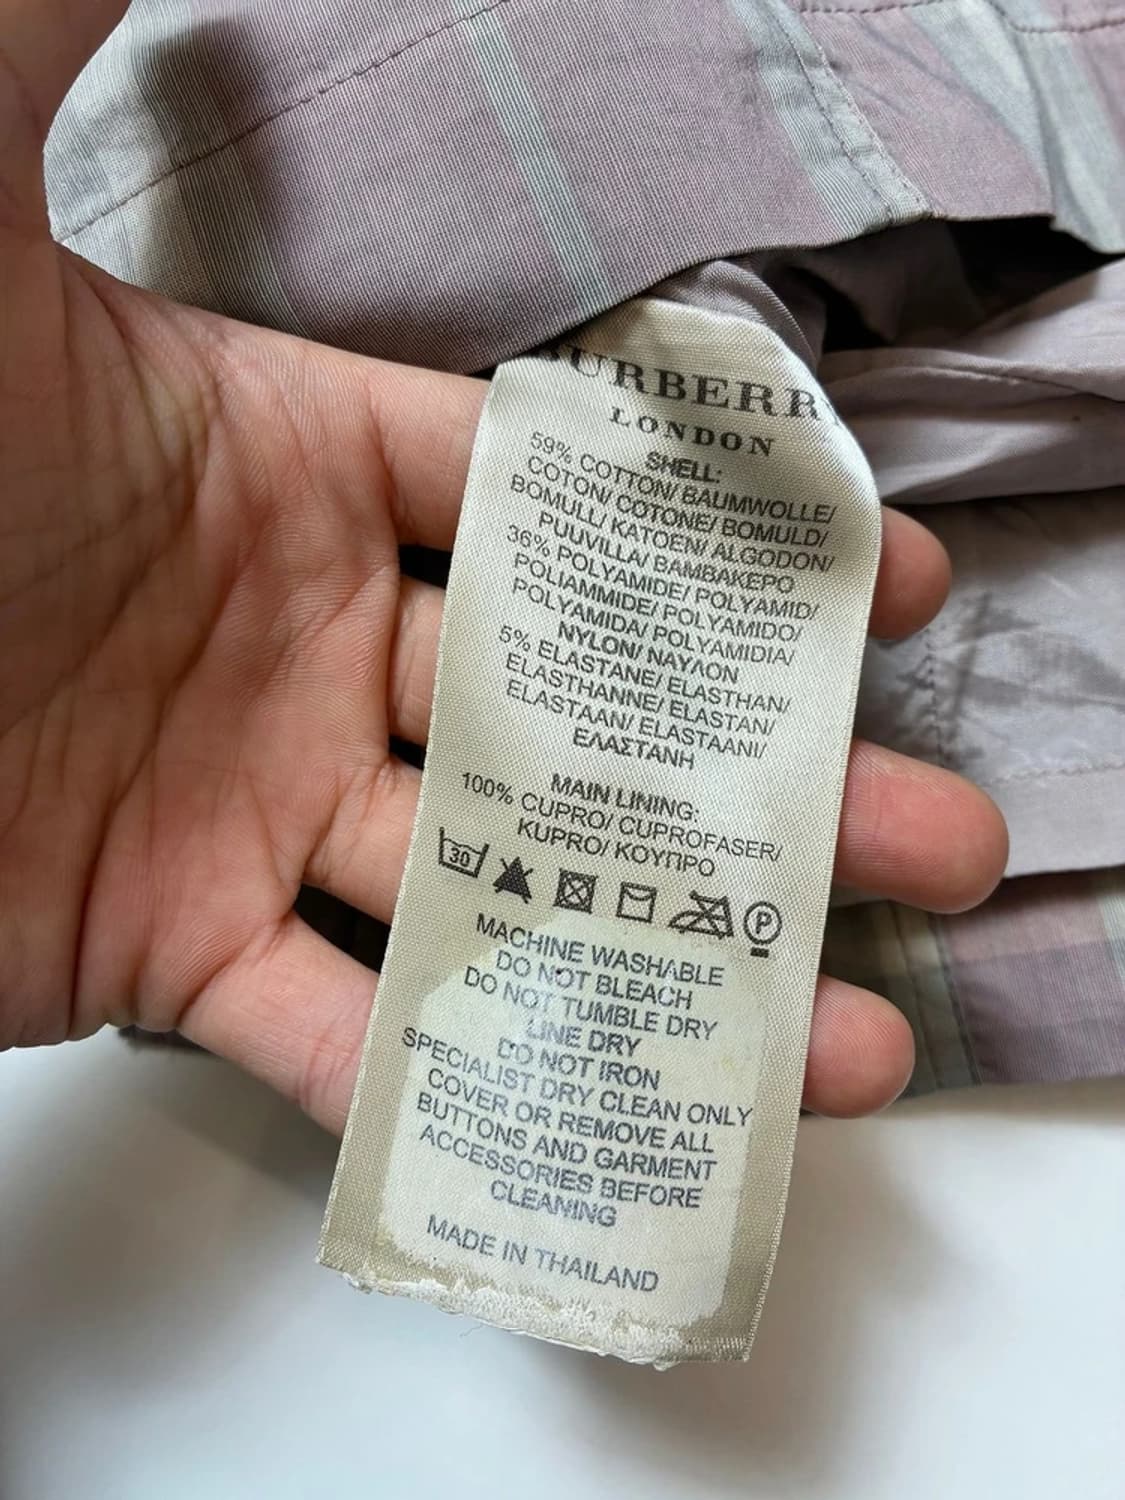 BURBERRY
LONDON
SHELL:
59% COTTON/ BAUMWOLLE/
COTON/ COTONE/ BOMULD/
BOMULL/ KATOEN/ ALGODON/
PUUVILLA/ ΒΑΜΒΑΚΕΡΟ
36% POLYAMIDE/ POLYAMID/
POLIAMMIDE/ POLYAMIDO/
POLYAMIDA/ POLYAMIDIA/
NYLON/ ΝΑΥΛΟΝ
5% ELASTANE/ ELASTHAN/
ELASTHANNE/ ELASTAN/
ELASTAAN/ ELASTAANI/
ΕΛΑΣΤΑΝΗ
MAIN LINING:
100% CUPRO/ CUPROFASER/
KUPRO/ ΚΟΥΠΡΟ
30 P
MACHINE WASHABLE
DO NOT BLEACH
DO NOT TUMBLE DRY
LINE DRY
DO NOT IRON
SPECIALIST DRY CLEAN ONLY
COVER OR REMOVE ALL
BUTTONS AND GARMENT
ACCESSORIES BEFORE
CLEANING
MADE IN THAILAND